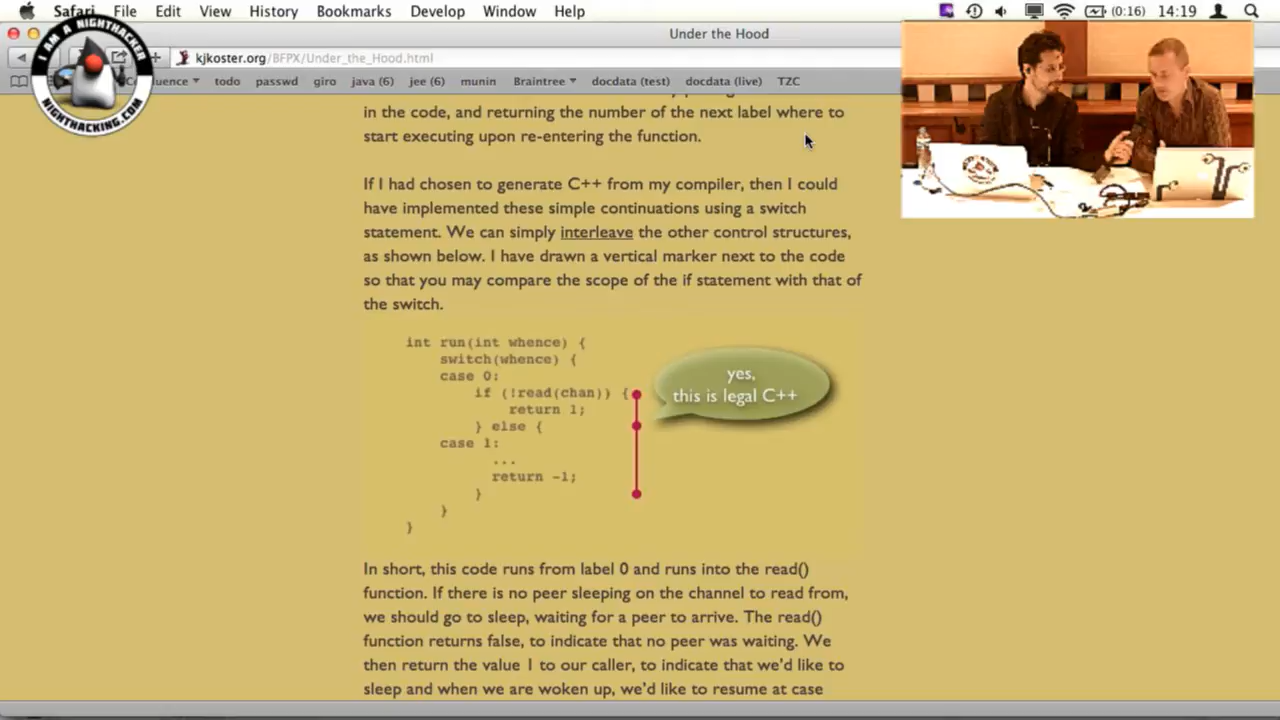 Safari File Edit View History Bookmarks Develop Window Help (0:16) 14:19
I AM A NIGHTHACKER
NIGHTHACKING.COM
Under the Hood
kjkoster.org/BFPX/Under_the_Hood.html
todo passwd giro java (6) jee (6) munin Braintree docdata (test) docdata (live) TZC
in the code, and returning the number of the next label where to
start executing upon re-entering the function.
If I had chosen to generate C++ from my compiler, then I could
have implemented these simple continuations using a switch
statement. We can simply interleave the other control structures,
as shown below. I have drawn a vertical marker next to the code
so that you may compare the scope of the if statement with that of
the switch.
int run(int whence) {
switch(whence) {
case 0:
if (!read(chan)) {
return 1;
} else {
case 1:
...
return -1;
}
}
}
yes,
this is legal C++
In short, this code runs from label 0 and runs into the read()
function. If there is no peer sleeping on the channel to read from,
we should go to sleep, waiting for a peer to arrive. The read()
function returns false, to indicate that no peer was waiting. We
then return the value 1 to our caller, to indicate that we'd like to
sleep and when we are woken up, we'd like to resume at case